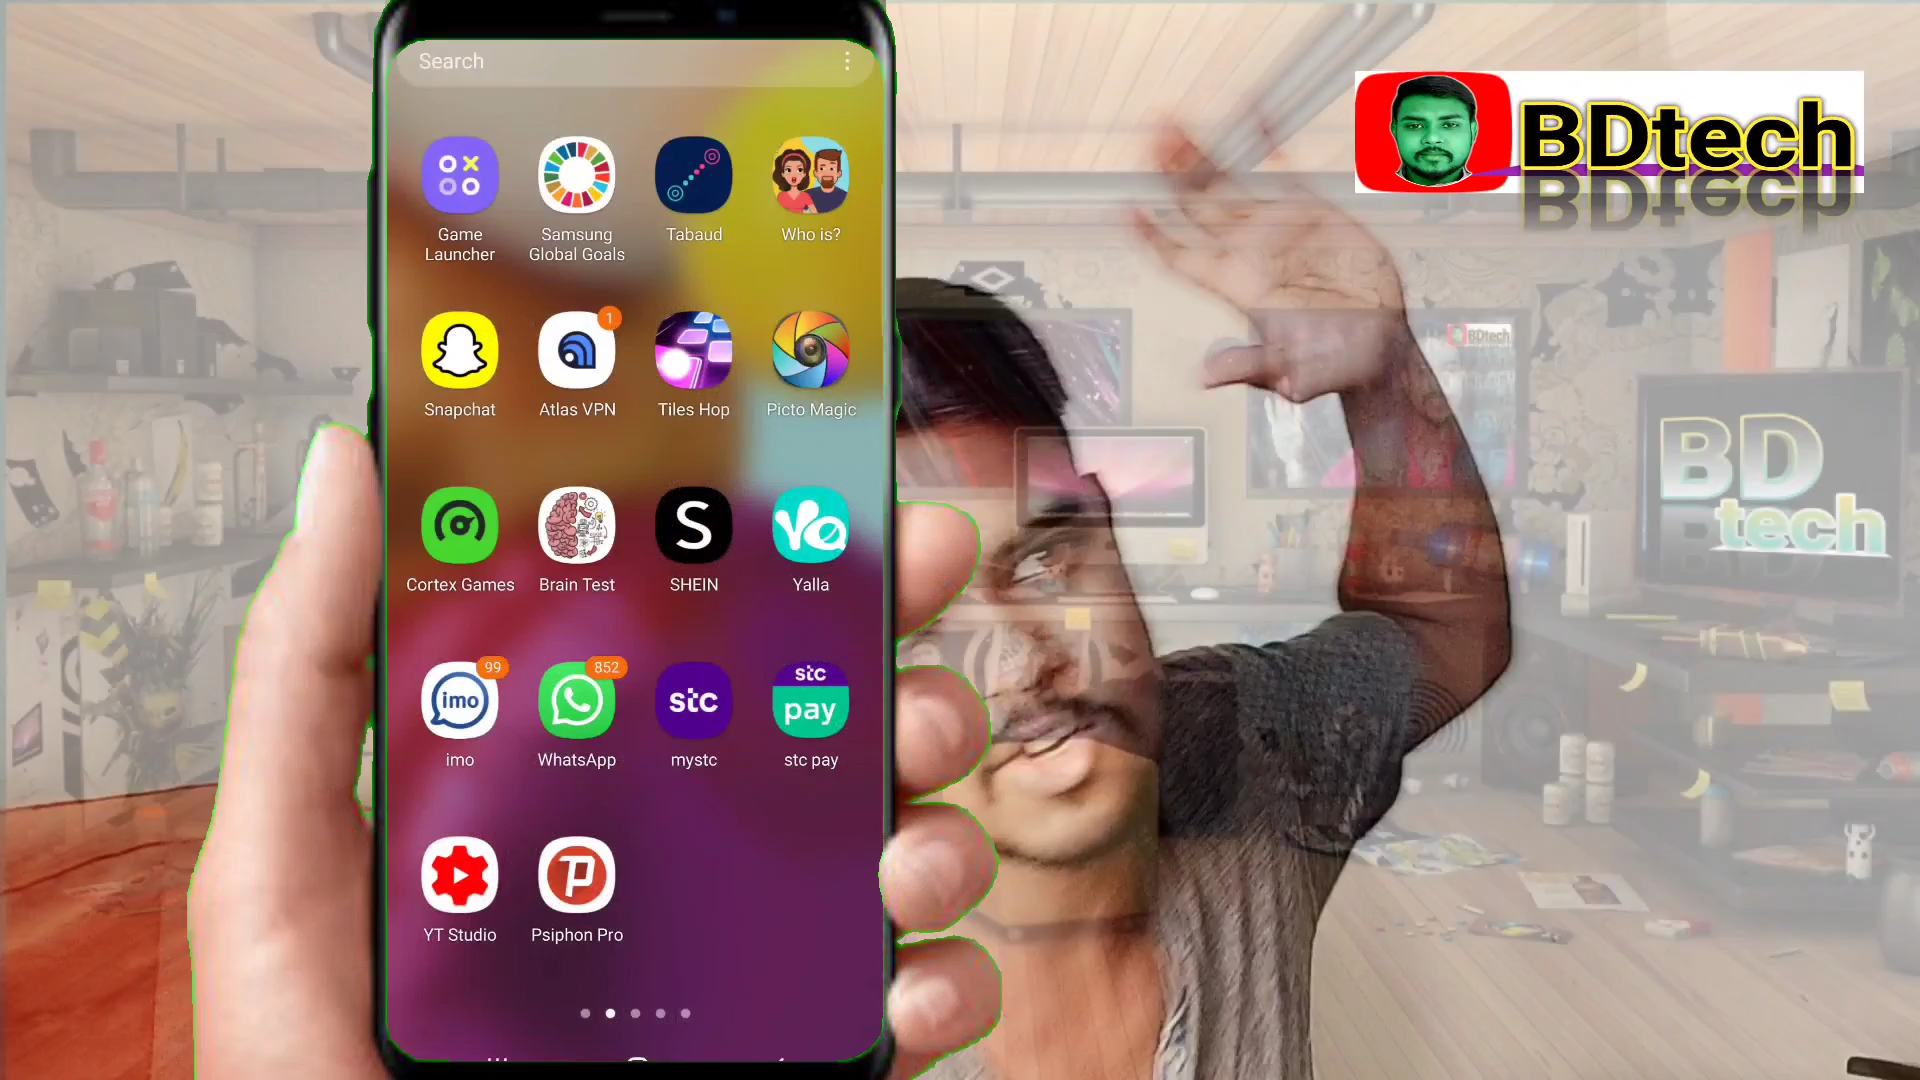 Search
BDtech
Game
Launcher
Samsung
Global Goals
Tabaud
Who is?
1
Snapchat
Atlas VPN
Tiles Hop
Picto Magic
BDtech
BD
tech
S
Cortex Games
Brain Test
SHEIN
Yalla
99
852
imo
stc
stc
pay
imo
WhatsApp
mystc
stc pay
YT Studio
Psiphon Pro